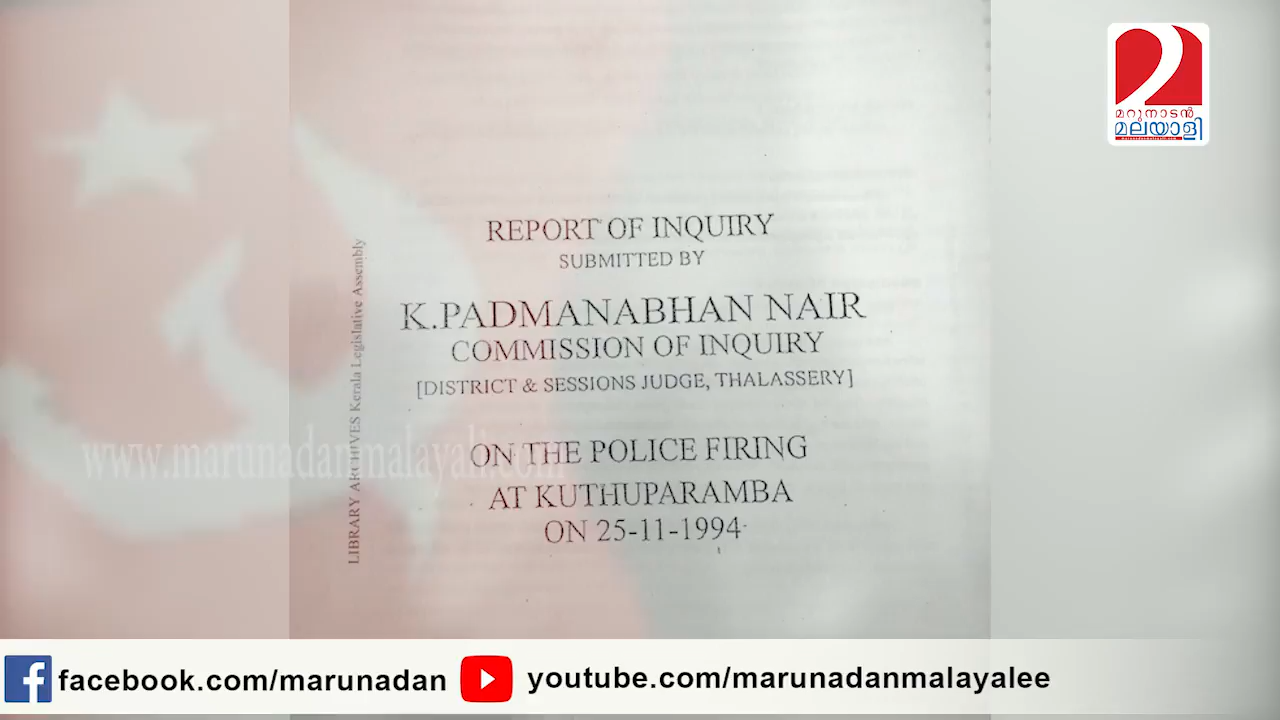 മറുനാടൻ
മലയാളി
REPORT OF INQUIRY
SUBMITTED BY
K.PADMANABHAN NAIR
COMMISSION OF INQUIRY
[DISTRICT & SESSIONS JUDGE, THALASSERY]
ON THE POLICE FIRING
AT KUTHUPARAMBA
ON 25-11-1994
LIBRARY ARCHIVES Kerala Legislative Assembly
www.marunadanmalayali.com
facebook.com/marunadan
youtube.com/marunadanmalayalee